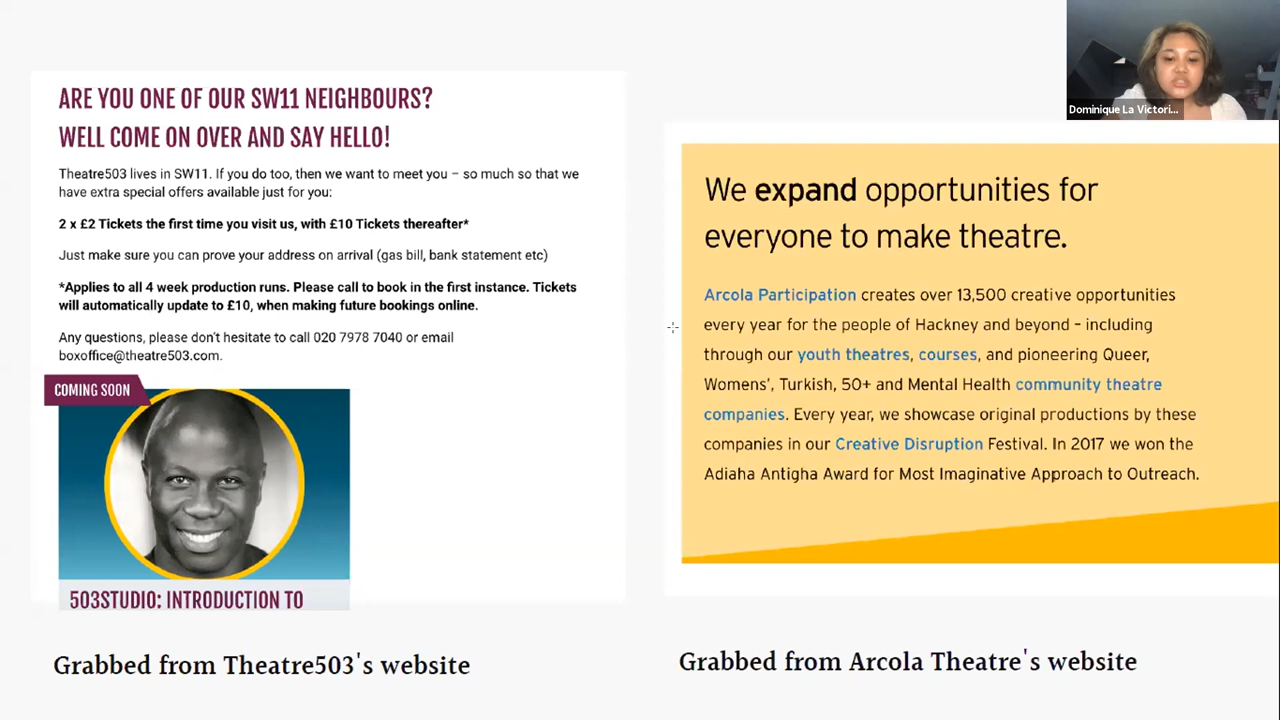 Dominique La Victori...
ARE YOU ONE OF OUR SW11 NEIGHBOURS?
WELL COME ON OVER AND SAY HELLO!
Theatre503 lives in SW11. If you do too, then we want to meet you – so much so that we
have extra special offers available just for you:
2 x £2 Tickets the first time you visit us, with £10 Tickets thereafter*
Just make sure you can prove your address on arrival (gas bill, bank statement etc)
*Applies to all 4 week production runs. Please call to book in the first instance. Tickets
will automatically update to £10, when making future bookings online.
Any questions, please don't hesitate to call 020 7978 7040 or email
boxoffice@theatre503.com.
COMING SOON
503STUDIO: INTRODUCTION TO
Grabbed from Theatre503's website
We expand opportunities for
everyone to make theatre.
Arcola Participation creates over 13,500 creative opportunities
every year for the people of Hackney and beyond – including
through our youth theatres, courses, and pioneering Queer,
Womens', Turkish, 50+ and Mental Health community theatre
companies. Every year, we showcase original productions by these
companies in our Creative Disruption Festival. In 2017 we won the
Adiaha Antigha Award for Most Imaginative Approach to Outreach.
Grabbed from Arcola Theatre's website